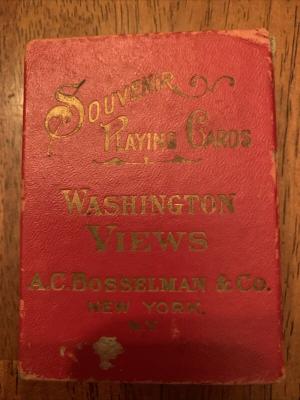 SOUVENIR
PLAYING CARDS
WASHINGTON
VIEWS
A.C. BOSSELMAN & CO.
NEW YORK,
N.Y.